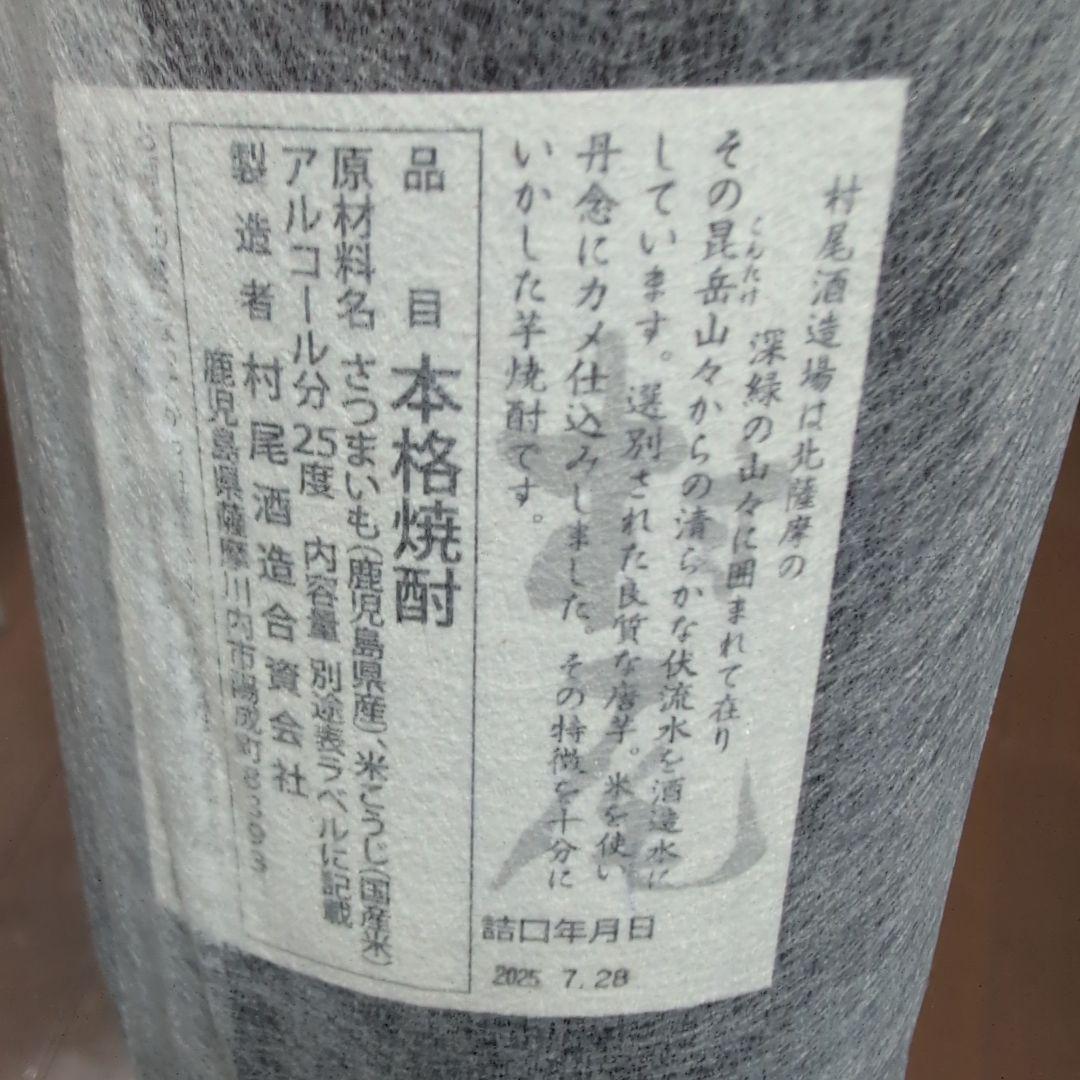 村尾酒造場は北薩摩の
深緑の山々に囲まれて在り
その昆岳山々からの清らかな伏流水を酒造水に
こんたけ
しています。選別された良質な唐芋。米を使い
丹念にカメ仕込みしました。その特徴を十分に
いかした芋焼酎です。
村尾
詰口年月日
2025 7.28
品目 本格焼酎
原材料名 さつまいも(鹿児島県産)、米こうじ(国産米)
アルコール分25度 内容量 別途表ラベルに記載
製造者 村尾酒造合資会社
鹿児島県薩摩川内市陽成町8393